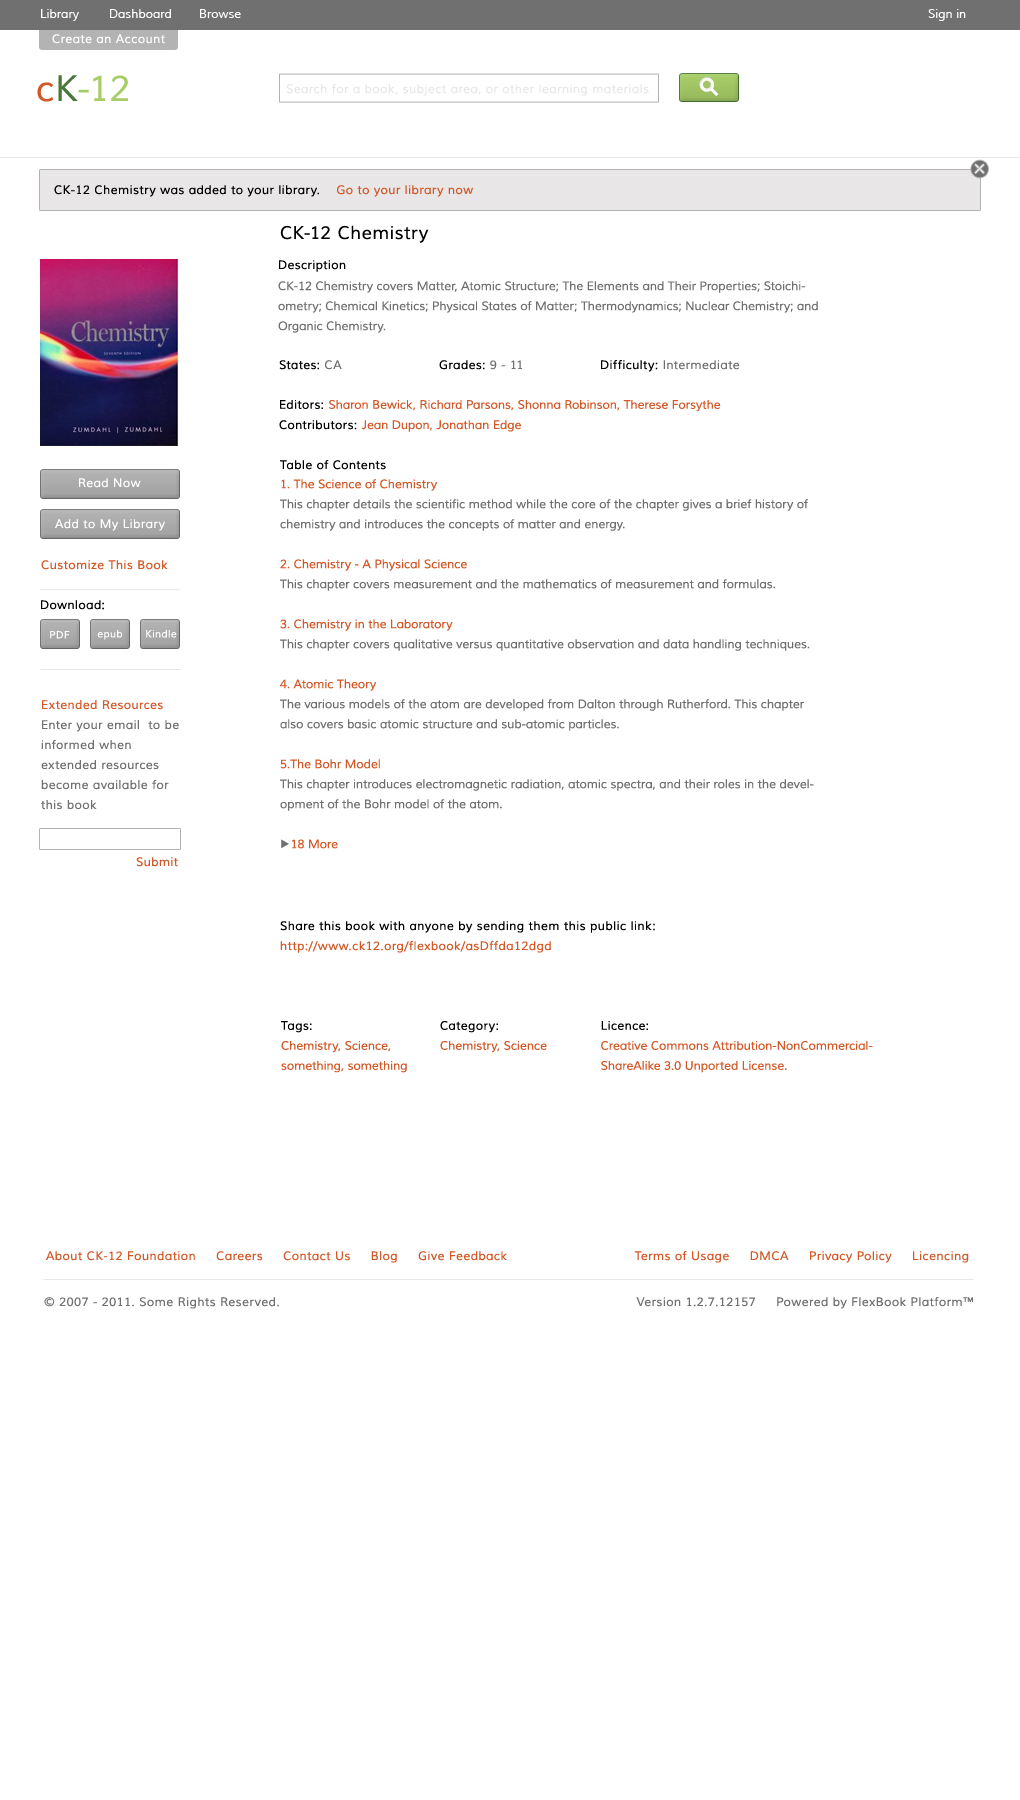 Library Dashboard Browse Sign in
Create an Account
cK-12
Search for a book, subject area, or other learning materials
CK-12 Chemistry was added to your library. Go to your library now
CK-12 Chemistry
Description
CK-12 Chemistry covers Matter, Atomic Structure; The Elements and Their Properties; Stoichi-
ometry; Chemical Kinetics; Physical States of Matter; Thermodynamics; Nuclear Chemistry; and
Organic Chemistry.
States: CA Grades: 9 - 11 Difficulty: Intermediate
Editors: Sharon Bewick, Richard Parsons, Shonna Robinson, Therese Forsythe
Contributors: Jean Dupon, Jonathan Edge
Chemistry
SEVENTH EDITION
ZUMDAHL | ZUMDAHL
Read Now
Add to My Library
Customize This Book
Download:
PDF epub Kindle
Extended Resources
Enter your email  to be
informed when
extended resources
become available for
this book
Submit
Table of Contents
1. The Science of Chemistry
This chapter details the scientific method while the core of the chapter gives a brief history of
chemistry and introduces the concepts of matter and energy.
2. Chemistry - A Physical Science
This chapter covers measurement and the mathematics of measurement and formulas.
3. Chemistry in the Laboratory
This chapter covers qualitative versus quantitative observation and data handling techniques.
4. Atomic Theory
The various models of the atom are developed from Dalton through Rutherford. This chapter
also covers basic atomic structure and sub-atomic particles.
5.The Bohr Model
This chapter introduces electromagnetic radiation, atomic spectra, and their roles in the devel-
opment of the Bohr model of the atom.
18 More
Share this book with anyone by sending them this public link:
http://www.ck12.org/flexbook/asDffda12dgd
Tags: Category: Licence:
Chemistry, Science, Chemistry, Science Creative Commons Attribution-NonCommercial-
something, something ShareAlike 3.0 Unported License.
About CK-12 Foundation Careers Contact Us Blog Give Feedback Terms of Usage DMCA Privacy Policy Licencing
© 2007 - 2011. Some Rights Reserved. Version 1.2.7.12157 Powered by FlexBook Platform™